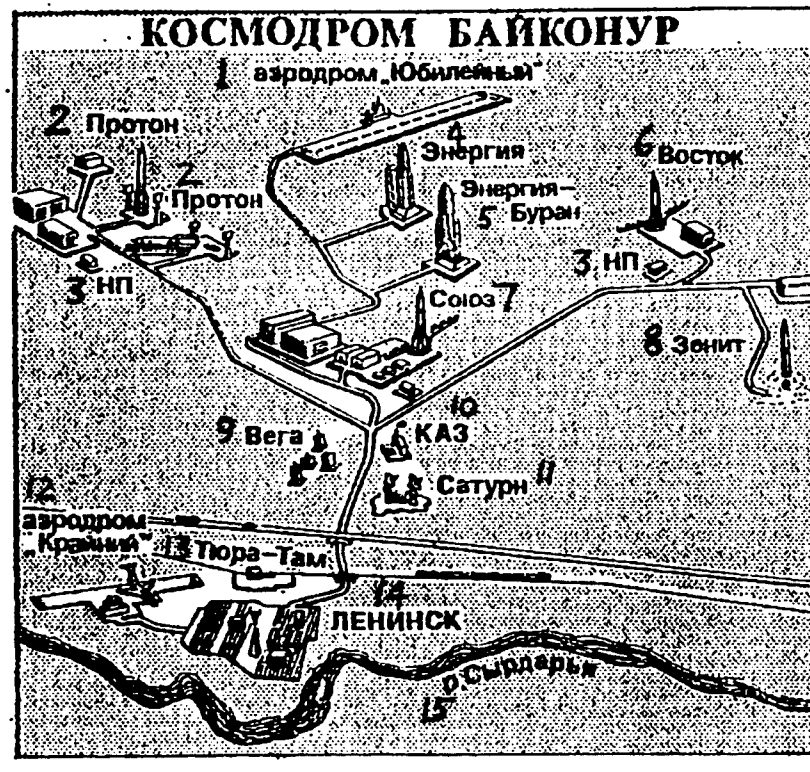 КОСМОДРОМ БАЙКОНУР
1 аэродром „Юбилейный"
2 Протон
2
Протон
3 НП
4
Энергия
Энергия-
5 Буран
6 Восток
3 НП
Союз 7
8 Зенит
9 Вега
10
КАЗ
Сатурн 11
12
аэродром
„Крайний"
13 Тюра-Там
14
ЛЕНИНСК
р.Сырдарья
15